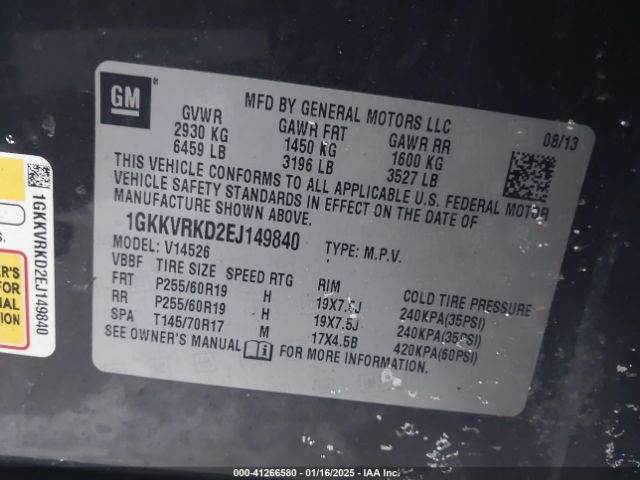 GM
MFD BY GENERAL MOTORS LLC
GVWR GAWR FRT GAWR RR 08/13
2930 KG 1450 KG 1600 KG
6459 LB 3196 LB 3527 LB
THIS VEHICLE CONFORMS TO ALL APPLICABLE U.S. FEDERAL MOTOR
VEHICLE SAFETY STANDARDS IN EFFECT ON THE DATE OF
MANUFACTURE SHOWN ABOVE.
1GKKVRKD2EJ149840 TYPE: M.P.V.
MODEL: V14526
VBBF TIRE SIZE SPEED RTG RIM COLD TIRE PRESSURE
FRT P255/60R19 H 19X7.5J 240KPA(35PSI)
RR P255/60R19 H 19X7.5J 240KPA(35PSI)
SPA T145/70R17 M 17X4.5B 420KPA(60PSI)
SEE OWNER'S MANUAL FOR MORE INFORMATION.
1GKKVRKD2EJ149840
FOR
000-41266580 - 01/16/2025 - IAA Inc.